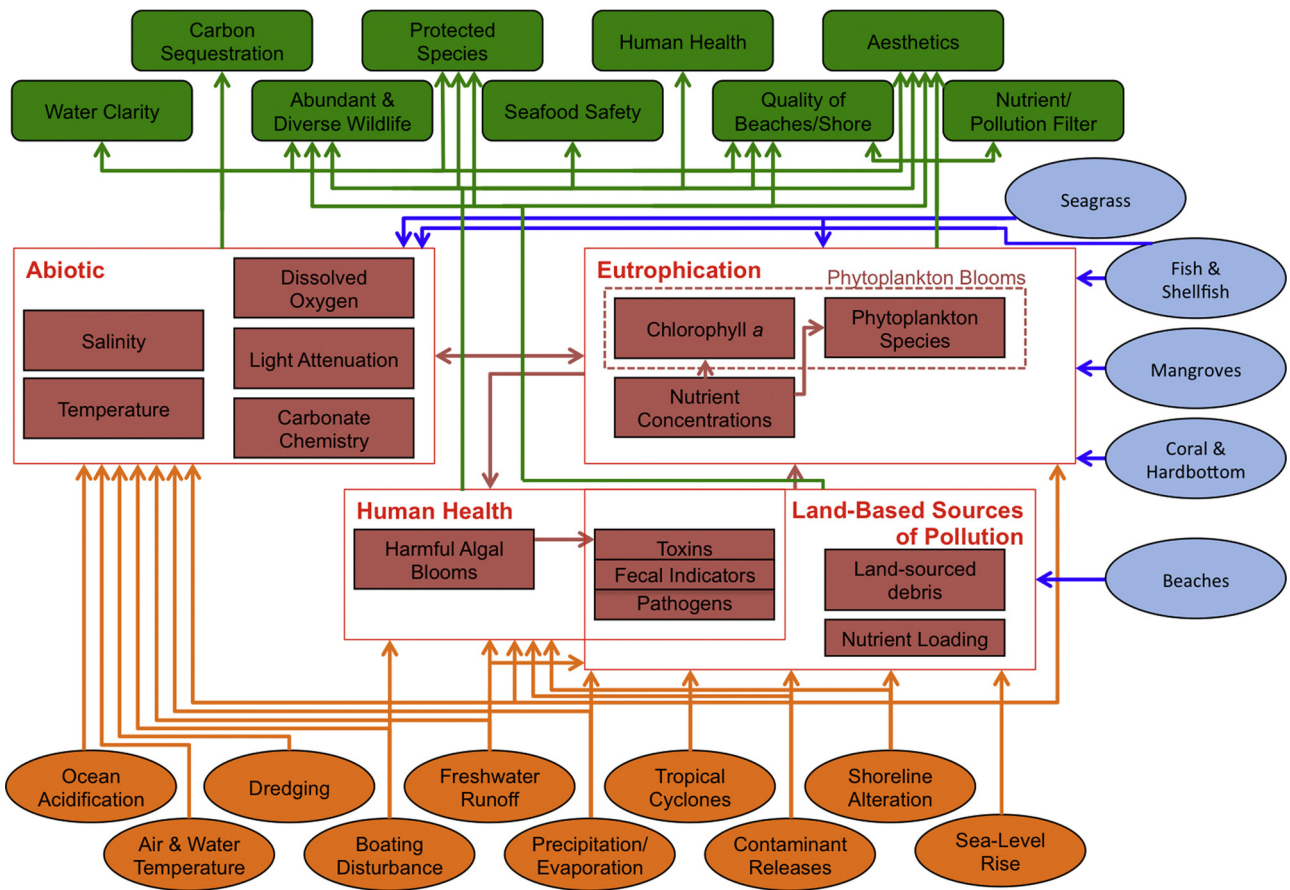 Carbon
Sequestration
Protected
Species
Human Health
Aesthetics
Water Clarity
Abundant &
Diverse Wildlife
Seafood Safety
Quality of
Beaches/Shore
Nutrient/
Pollution Filter
Seagrass
Abiotic
Dissolved
Oxygen
Salinity
Light Attenuation
Temperature
Carbonate
Chemistry
Eutrophication
Phytoplankton Blooms
Chlorophyll a
Phytoplankton
Species
Nutrient
Concentrations
Fish &
Shellfish
Mangroves
Coral &
Hardbottom
Human Health
Harmful Algal
Blooms
Toxins
Fecal Indicators
Pathogens
Land-Based Sources
of Pollution
Land-sourced
debris
Nutrient Loading
Beaches
Ocean
Acidification
Dredging
Freshwater
Runoff
Tropical
Cyclones
Shoreline
Alteration
Air & Water
Temperature
Boating
Disturbance
Precipitation/
Evaporation
Contaminant
Releases
Sea-Level
Rise